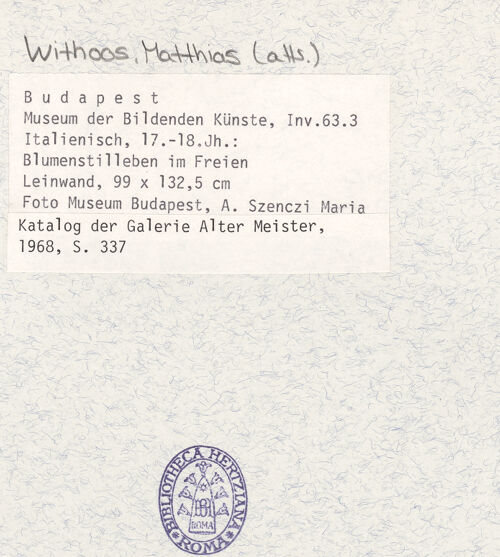 Withoos, Matthias (atts.)
Budapest
Museum der Bildenden Künste, Inv.63.3
Italienisch, 17.-18.Jh.:
Blumenstilleben im Freien
Leinwand, 99 x 132,5 cm
Foto Museum Budapest, A. Szenczi Maria
Katalog der Galerie Alter Meister,
1968, S. 337
BIBLIOTHECA HERTZIANA
BH
ROMA
ROMA